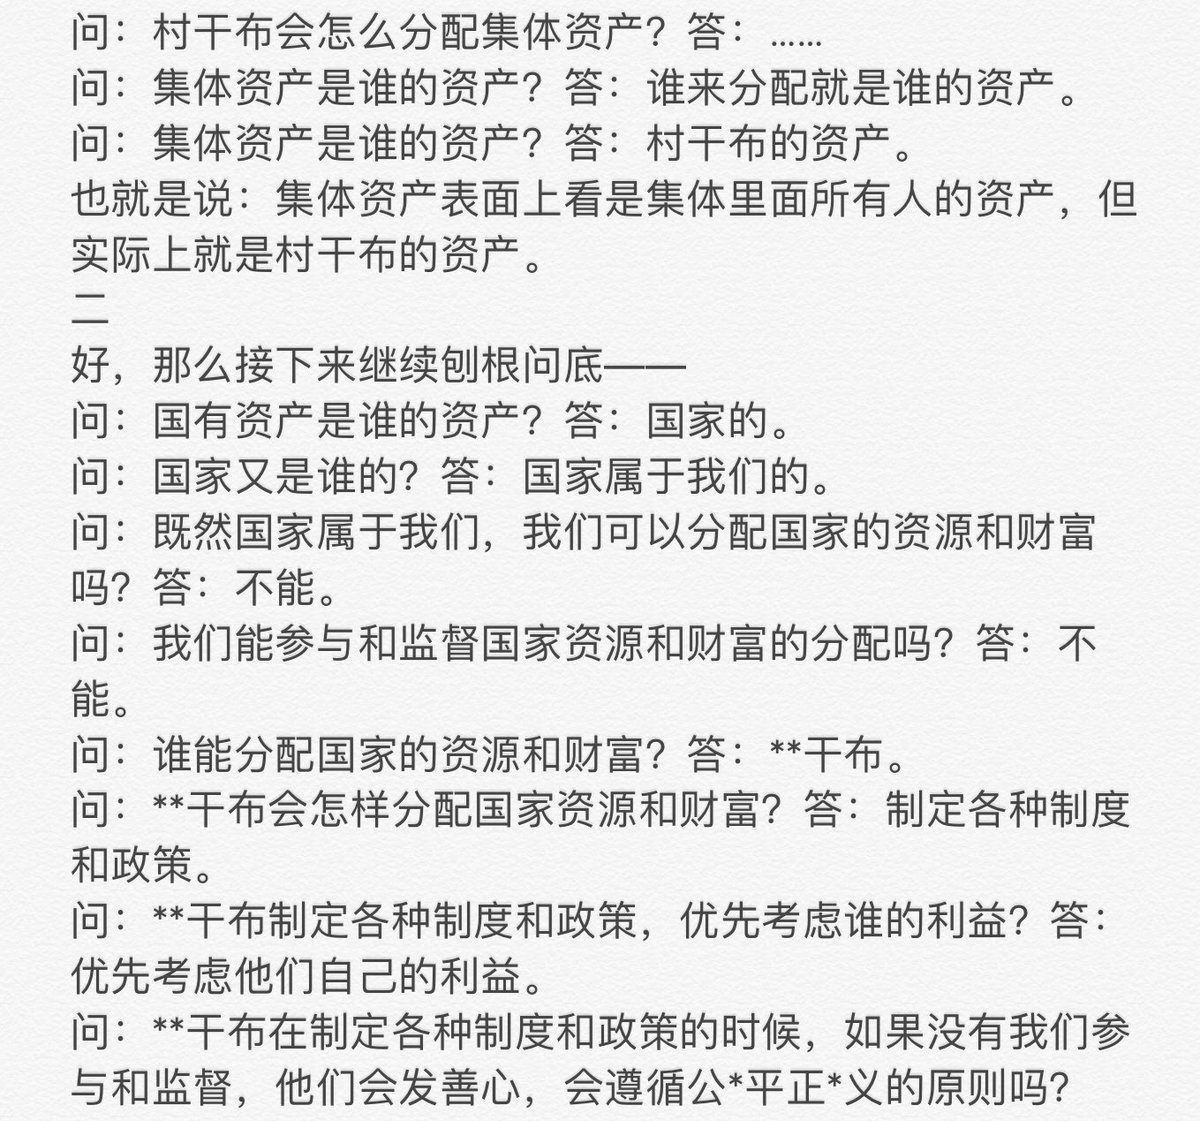 问：村干布会怎么分配集体资产？答：……
问：集体资产是谁的资产？答：谁来分配就是谁的资产。
问：集体资产是谁的资产？答：村干布的资产。
也就是说：集体资产表面上看是集体里面所有人的资产，但
实际上就是村干布的资产。
二
好，那么接下来继续刨根问底——
问：国有资产是谁的资产？答：国家的。
问：国家又是谁的？答：国家属于我们的。
问：既然国家属于我们，我们可以分配国家的资源和财富
吗？答：不能。
问：我们能参与和监督国家资源和财富的分配吗？答：不
能。
问：谁能分配国家的资源和财富？答：**干布。
问：**干布会怎样分配国家资源和财富？答：制定各种制度
和政策。
问：**干布制定各种制度和政策，优先考虑谁的利益？答：
优先考虑他们自己的利益。
问：**干布在制定各种制度和政策的时候，如果没有我们参
与和监督，他们会发善心，会遵循公*平正*义的原则吗？